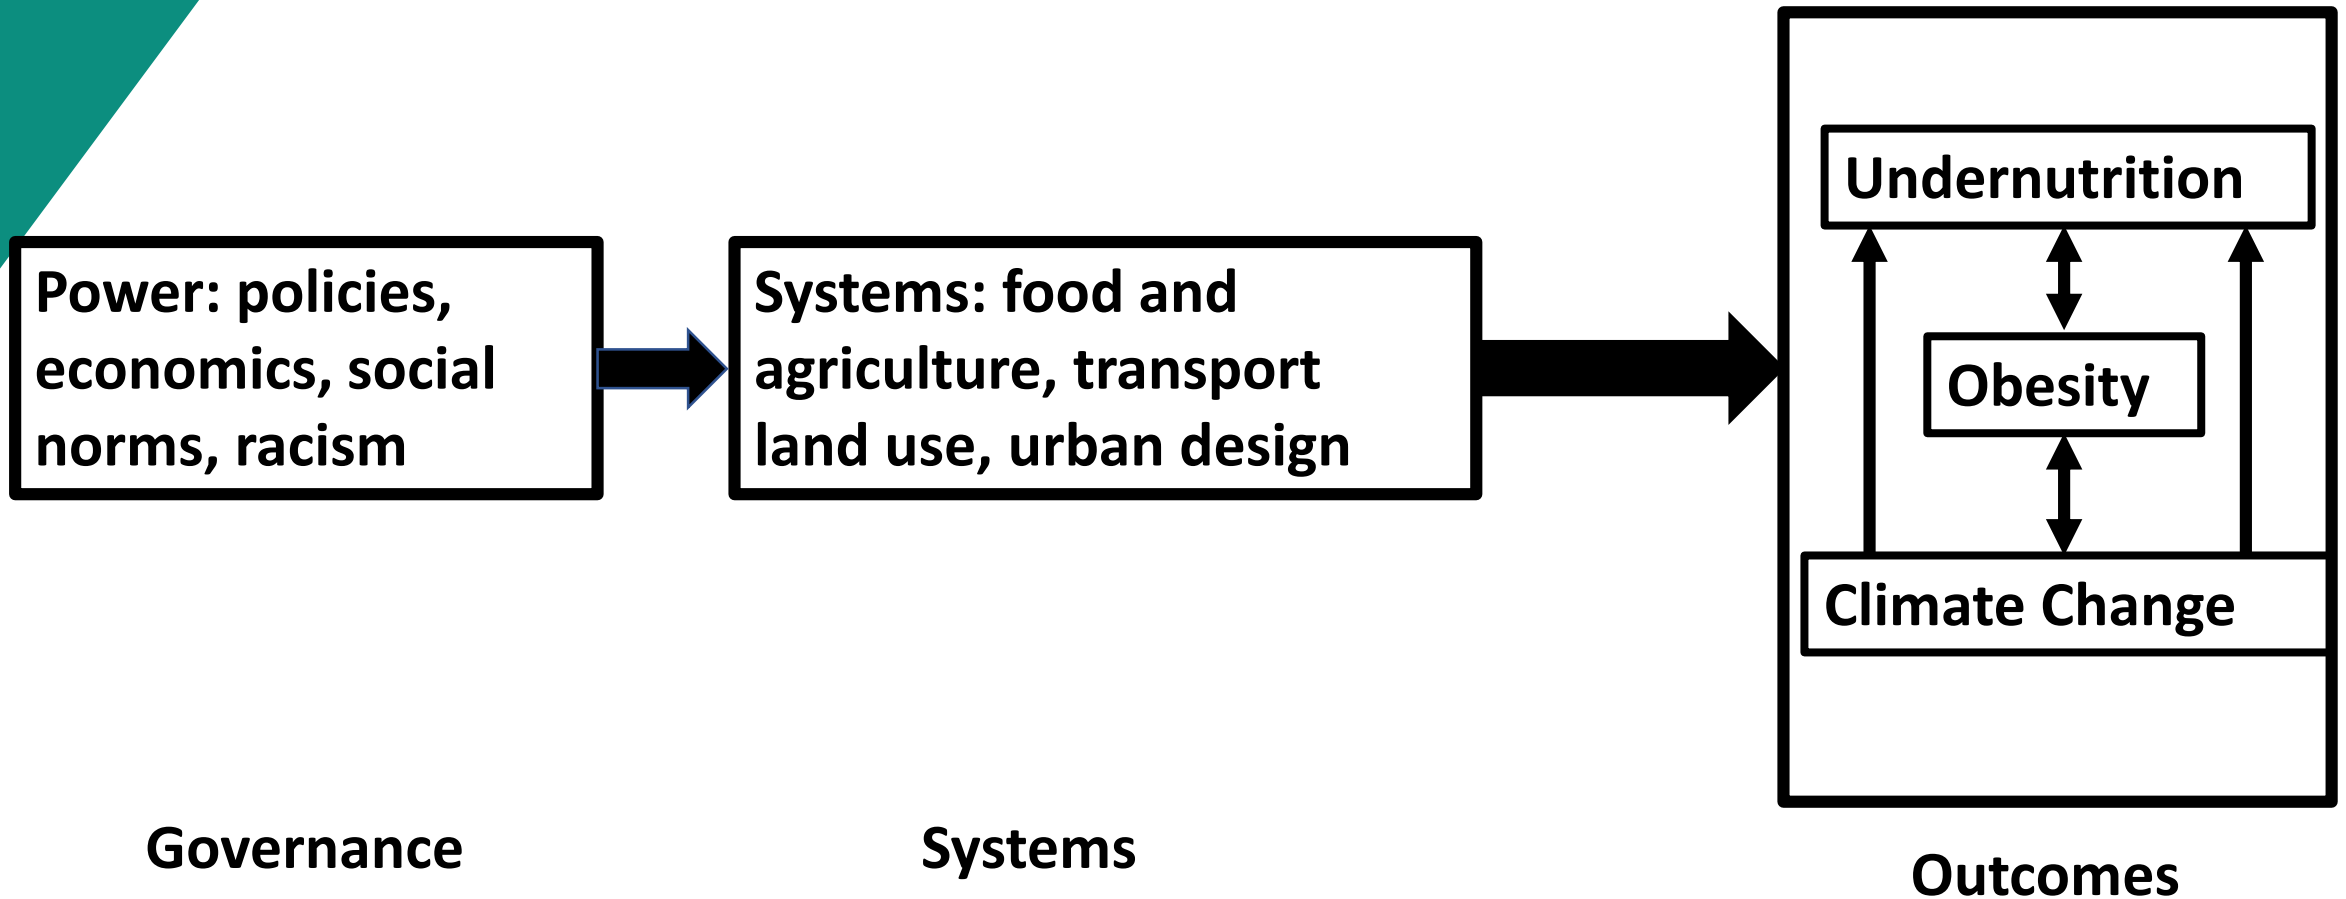 Power: policies,
economics, social
norms, racism
Systems: food and
agriculture, transport
land use, urban design
Undernutrition
Obesity
Climate Change
Governance
Systems
Outcomes